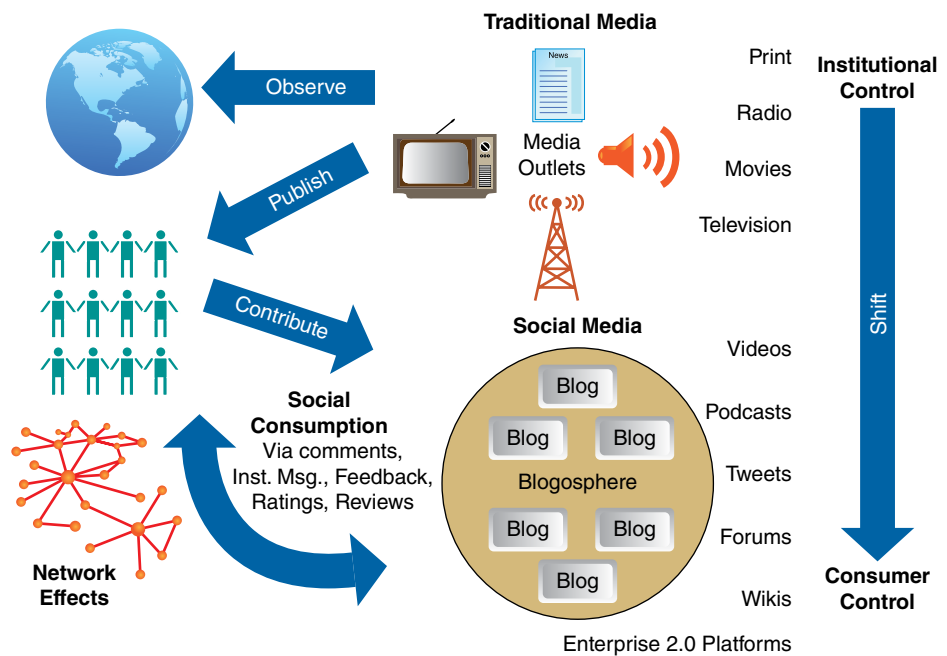 Traditional Media
News
Media
Outlets
Observe
Publish
Contribute
Print
Radio
Movies
Television
Institutional
Control
Shift
Consumer
Control
Social Media
Blog
Blog
Blog
Blogosphere
Blog
Blog
Blog
Videos
Podcasts
Tweets
Forums
Wikis
Enterprise 2.0 Platforms
Social
Consumption
Via comments,
Inst. Msg., Feedback,
Ratings, Reviews
Network
Effects